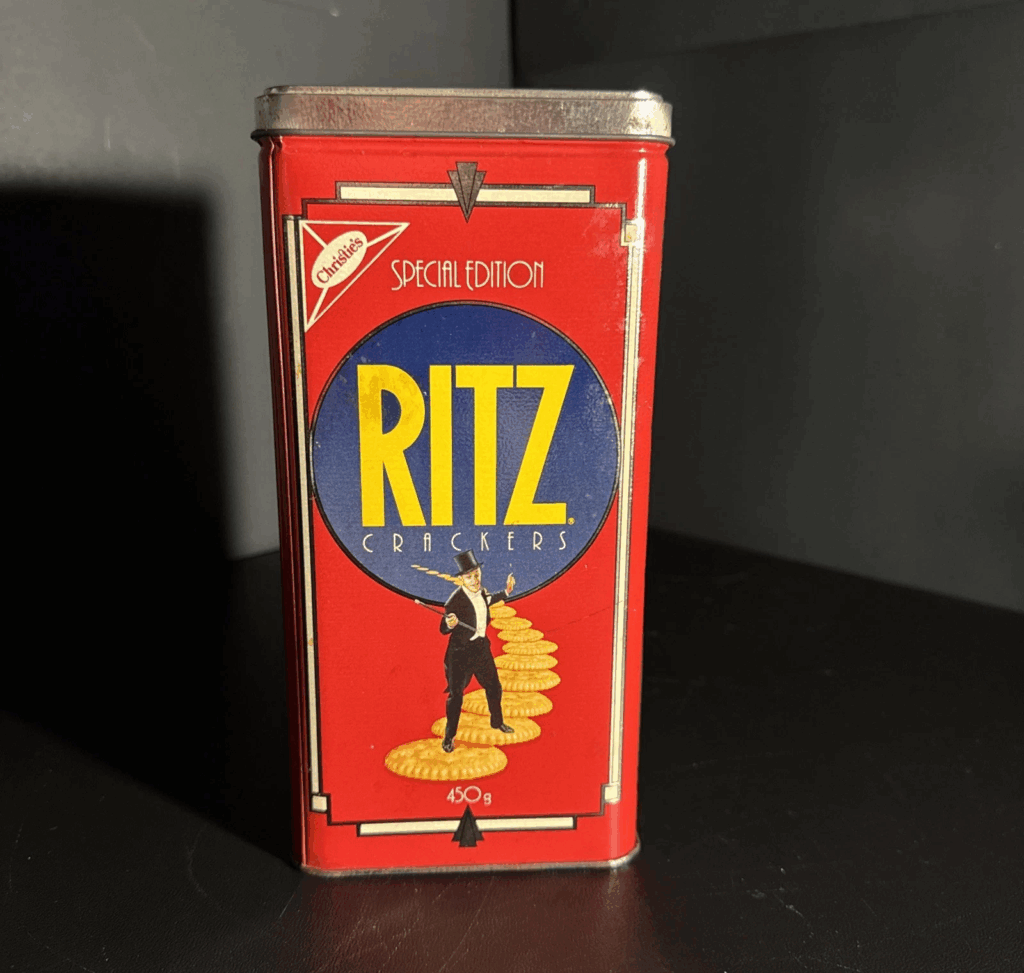 Christie's
SPECIAL EDITION
RITZ®
CRACKERS
450g